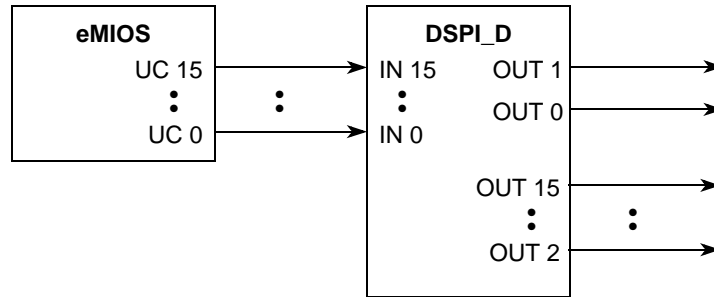 eMIOS
DSPI_D
UC 15
IN 15
OUT 1
OUT 0
UC 0
IN 0
OUT 15
OUT 2